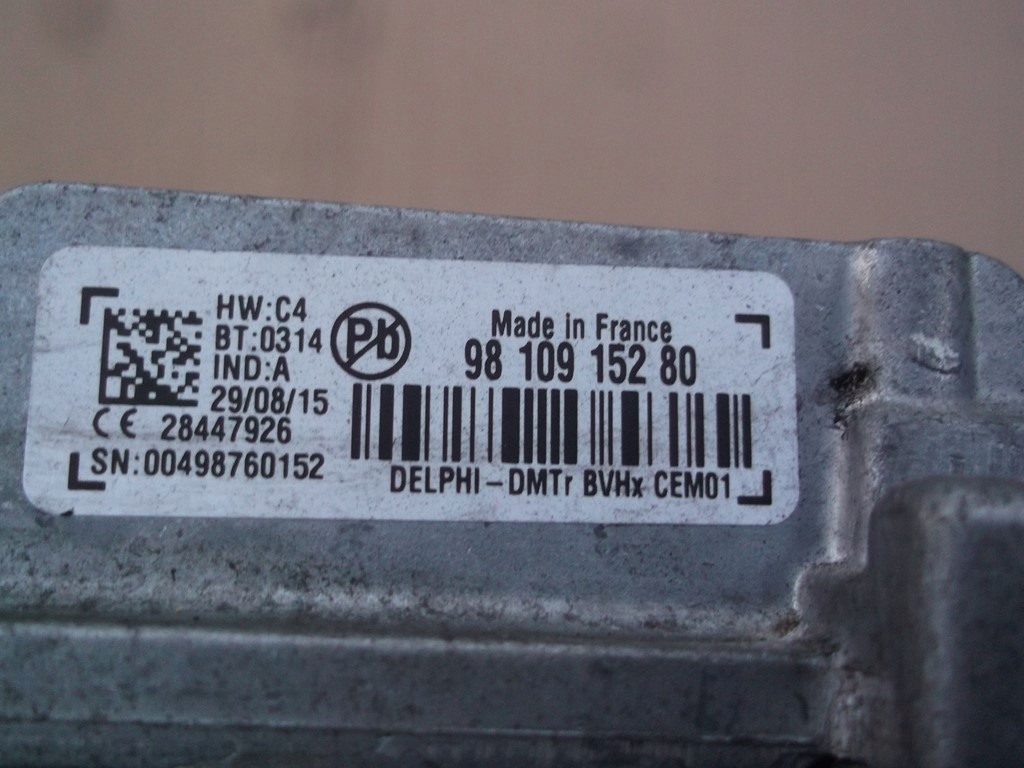 HW:C4
BT:0314
IND:A
29/08/15
CE 28447926
SN:00498760152
Pb
Made in France
98 109 152 80
DELPHI-DMTr BVHx CEM01